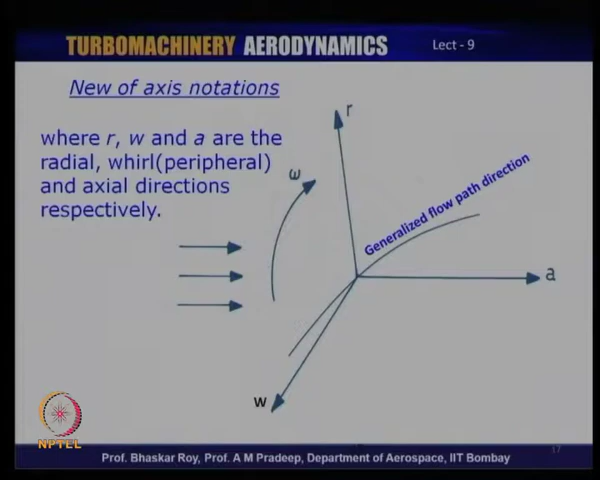 TURBOMACHINERY AERODYNAMICS
Lect - 9
New of axis notations
where r, w and a are the
radial, whirl(peripheral)
and axial directions
respectively.
r
ω
Generalized flow path direction
a
w
NPTEL
17
Prof. Bhaskar Roy, Prof. A M Pradeep, Department of Aerospace, IIT Bombay